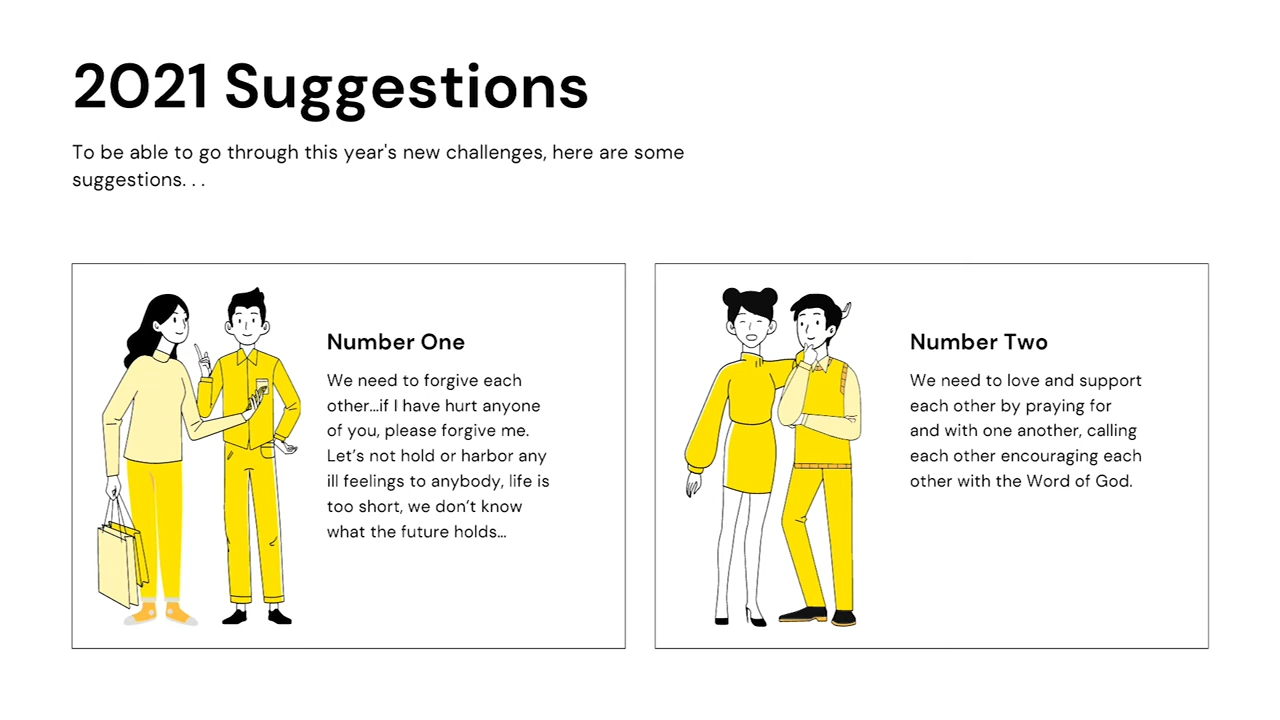 2021 Suggestions
To be able to go through this year's new challenges, here are some
suggestions. . .
Number One
We need to forgive each
other...if I have hurt anyone
of you, please forgive me.
Let’s not hold or harbor any
ill feelings to anybody, life is
too short, we don’t know
what the future holds...
Number Two
We need to love and support
each other by praying for
and with one another, calling
each other encouraging each
other with the Word of God.